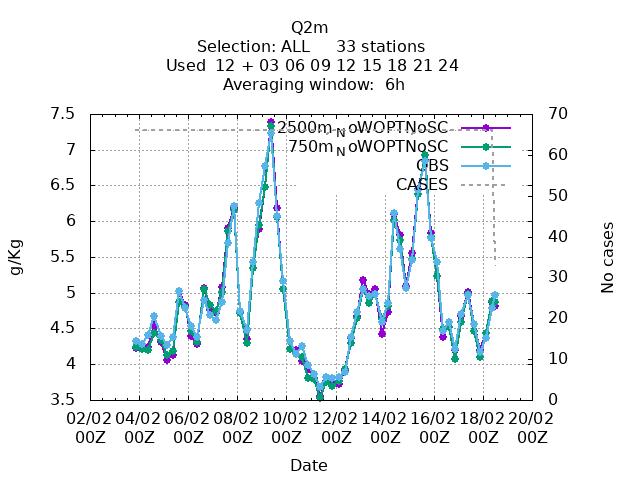 Q2m
Selection: ALL 33 stations
Used 12 + 03 06 09 12 15 18 21 24
Averaging window: 6h
2500m_NoWOPTNoSC
750m_NoWOPTNoSC
OBS
CASES
7.5
7
6.5
6
5.5
5
4.5
4
3.5
70
60
50
40
30
20
10
0
g/Kg
No cases
02/02 04/02 06/02 08/02 10/02 12/02 14/02 16/02 18/02 20/02
00Z 00Z 00Z 00Z 00Z 00Z 00Z 00Z 00Z 00Z
Date